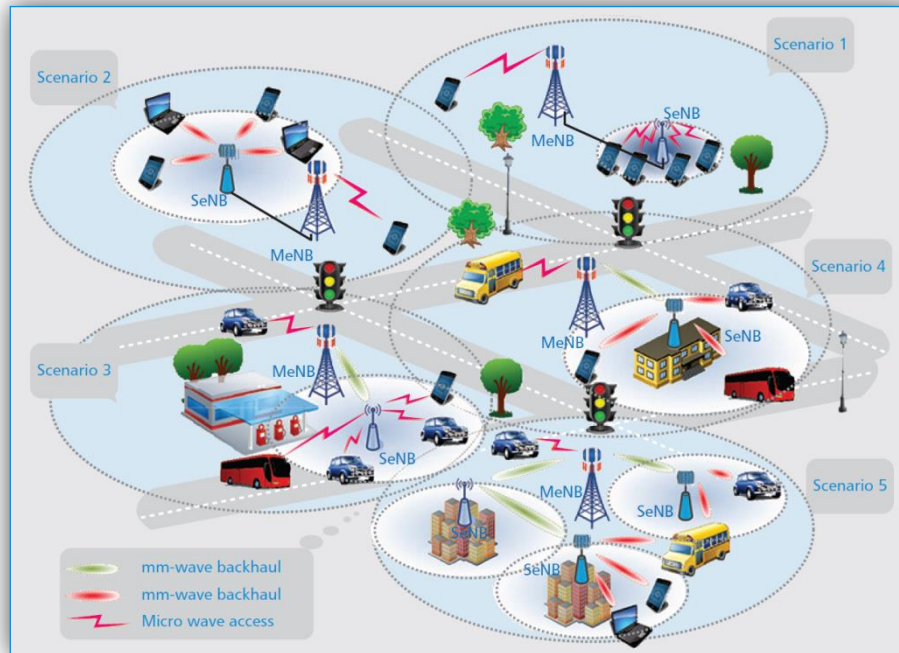 Scenario 1
Scenario 2
SeNB
MeNB
SeNB
MeNB
Scenario 4
MeNB
SeNB
Scenario 3
MeNB
SeNB
Scenario 5
MeNB
SeNB
SeNB
SeNB
mm-wave backhaul
mm-wave backhaul
Micro wave access